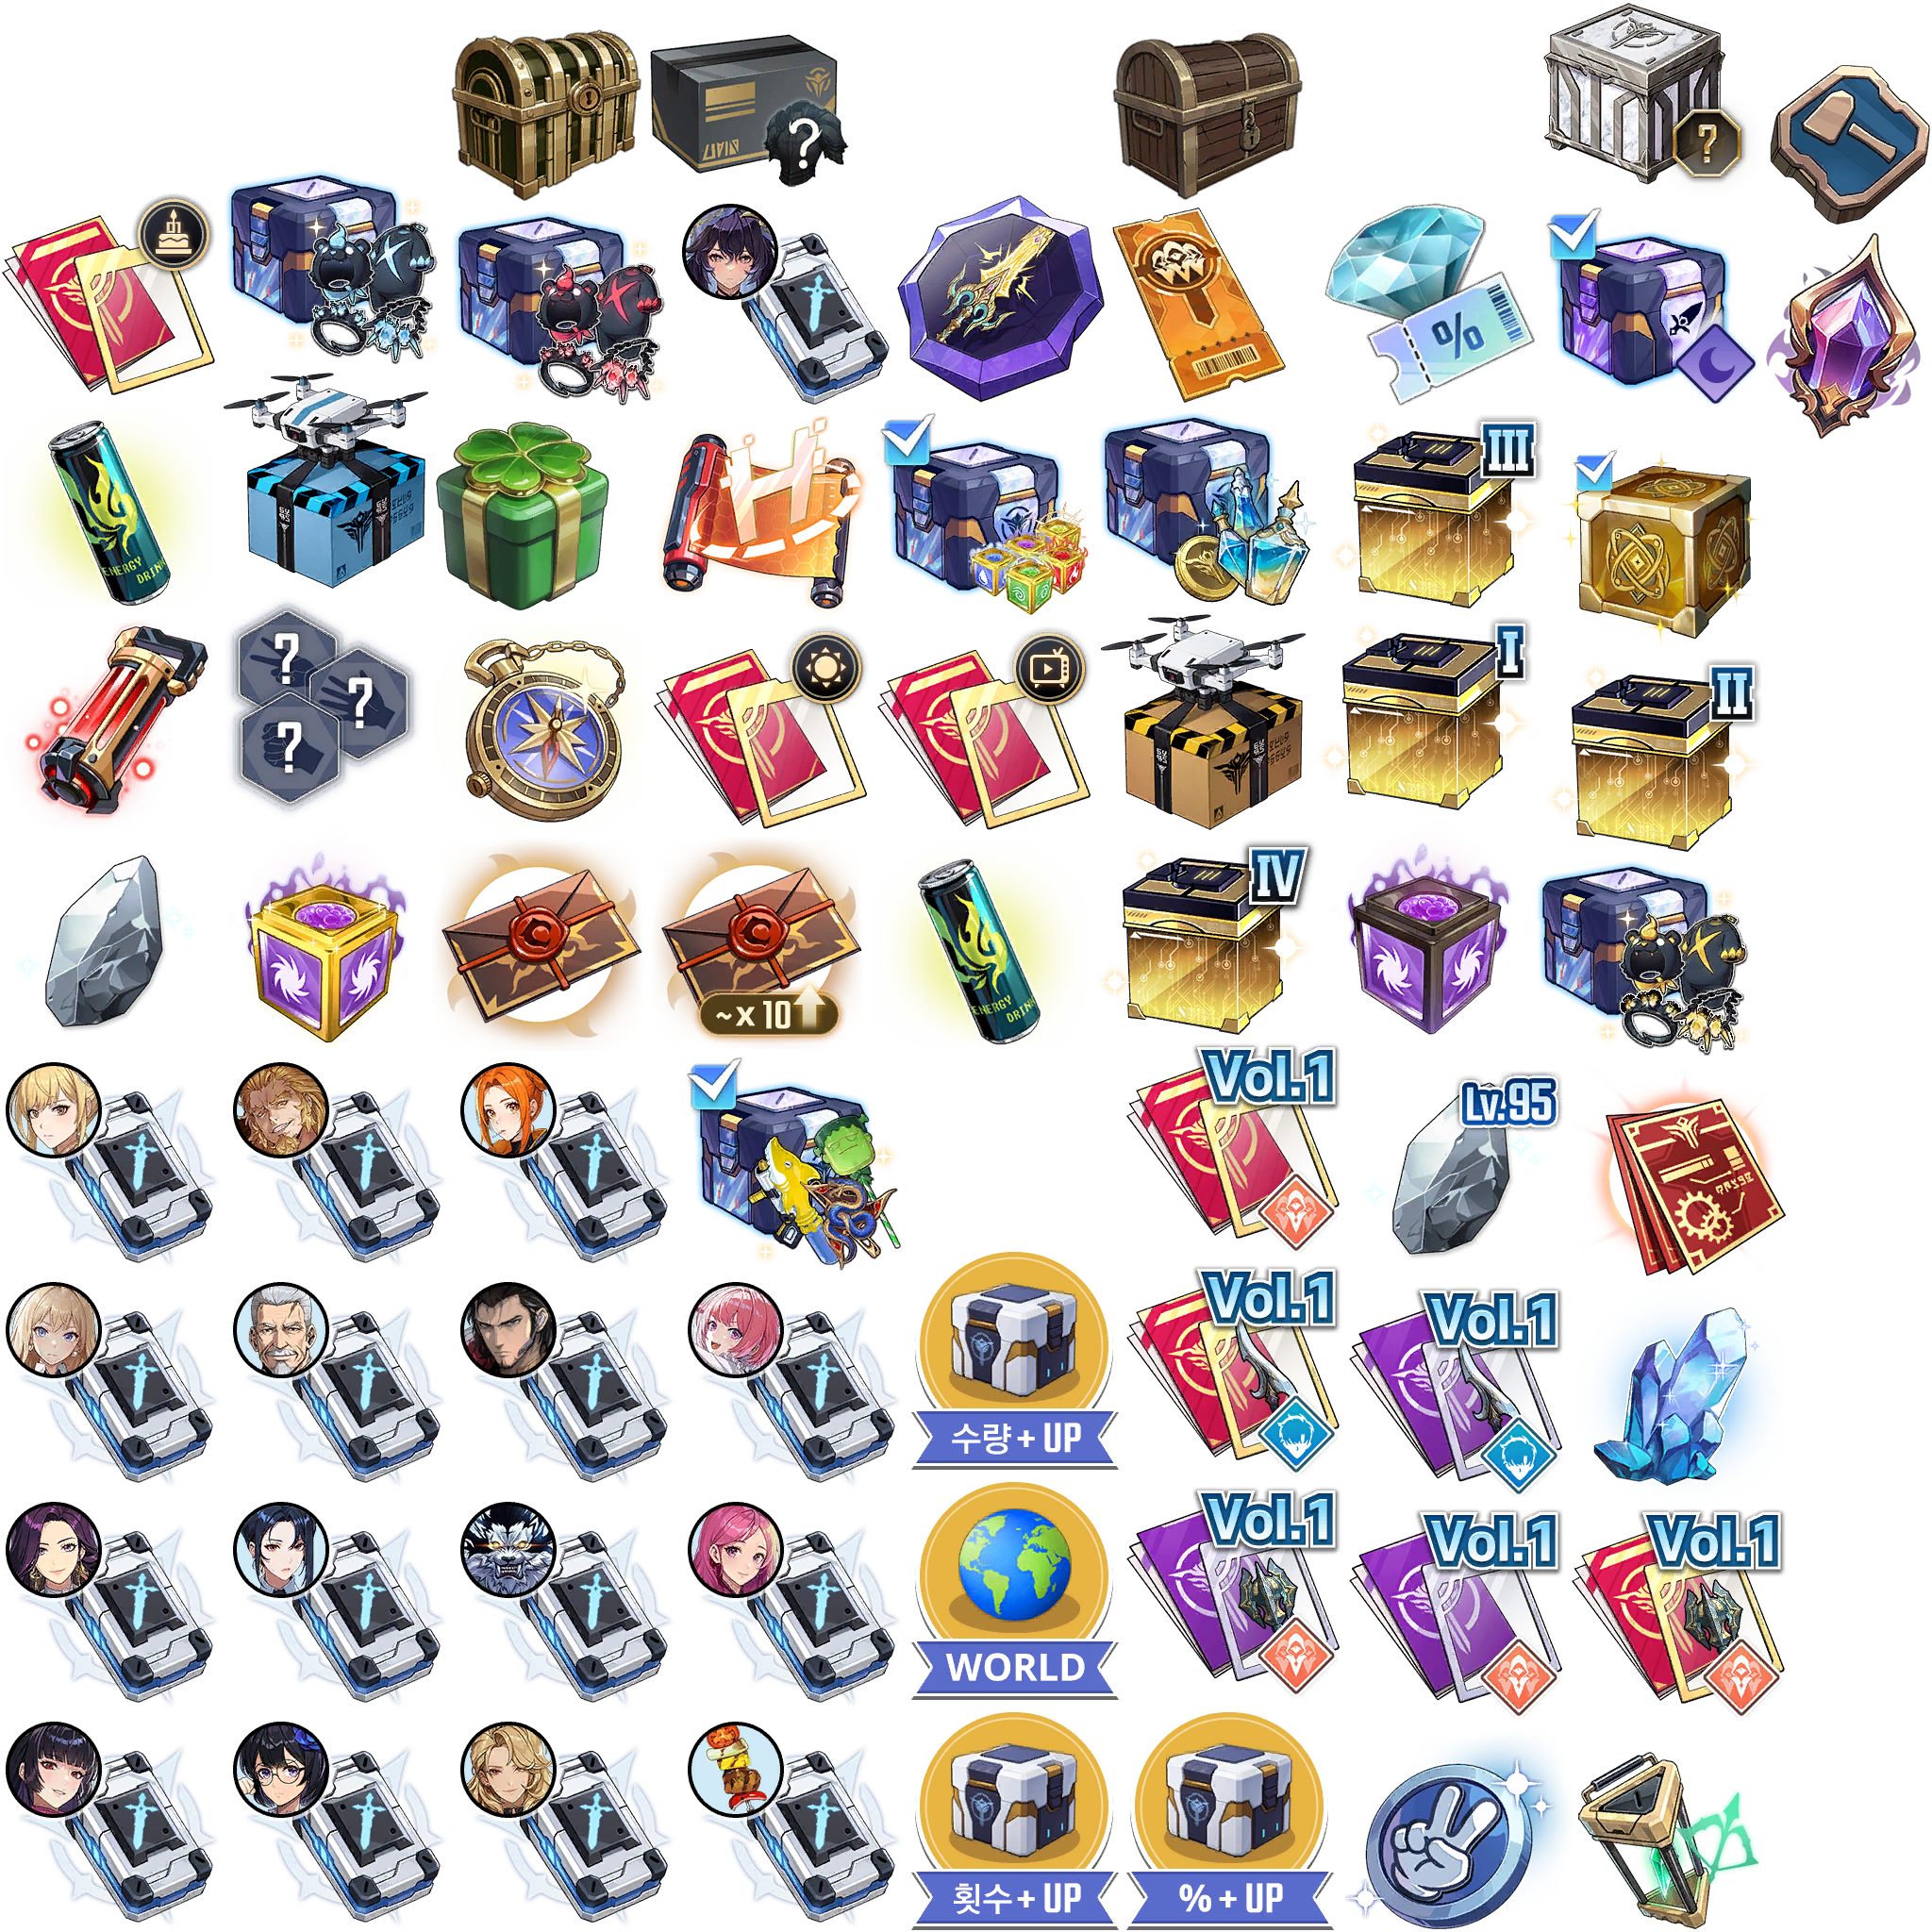 ?
?
%
ENERGY
DRINK
III
?
?
?
I
II
~x 10
ENERGY
DRINK
IV
Vol.1
Lv.95
Vol.1
Vol.1
수량 + UP
Vol.1
Vol.1
Vol.1
WORLD
횟수 + UP
% + UP